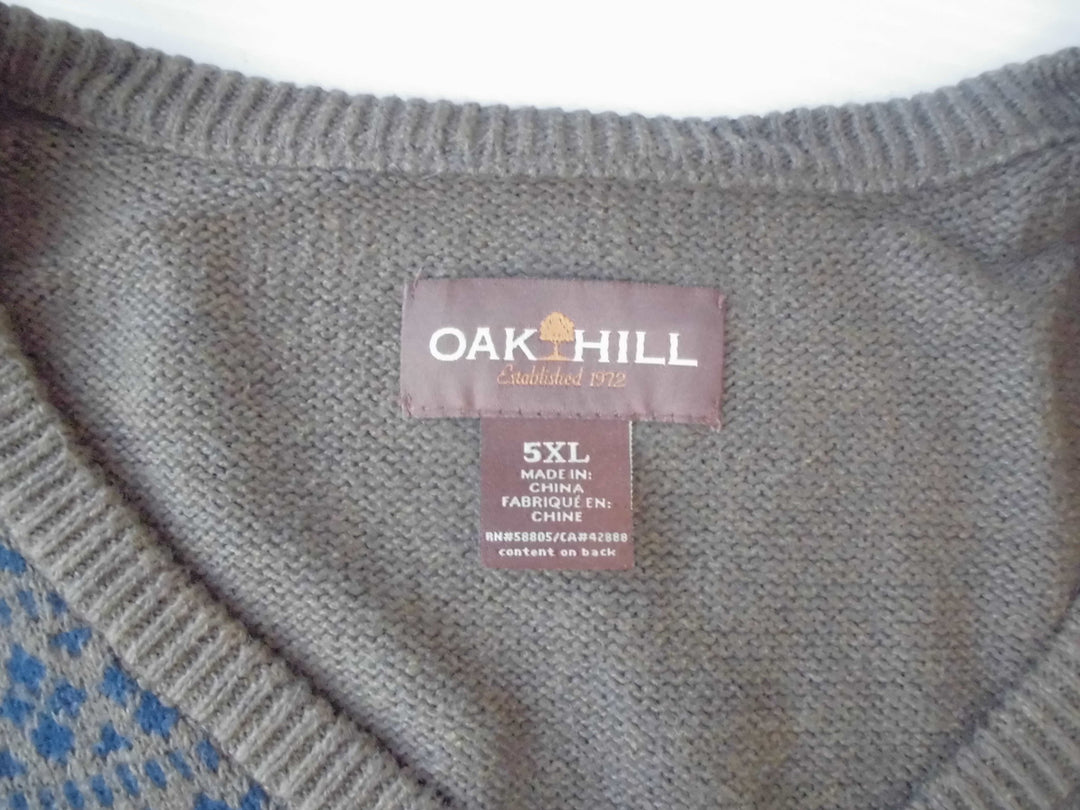 OAK HILL
Established 1972
5XL
MADE IN:
CHINA
FABRIQUÉ EN:
CHINE
RN#58805/CA#42888
content on back